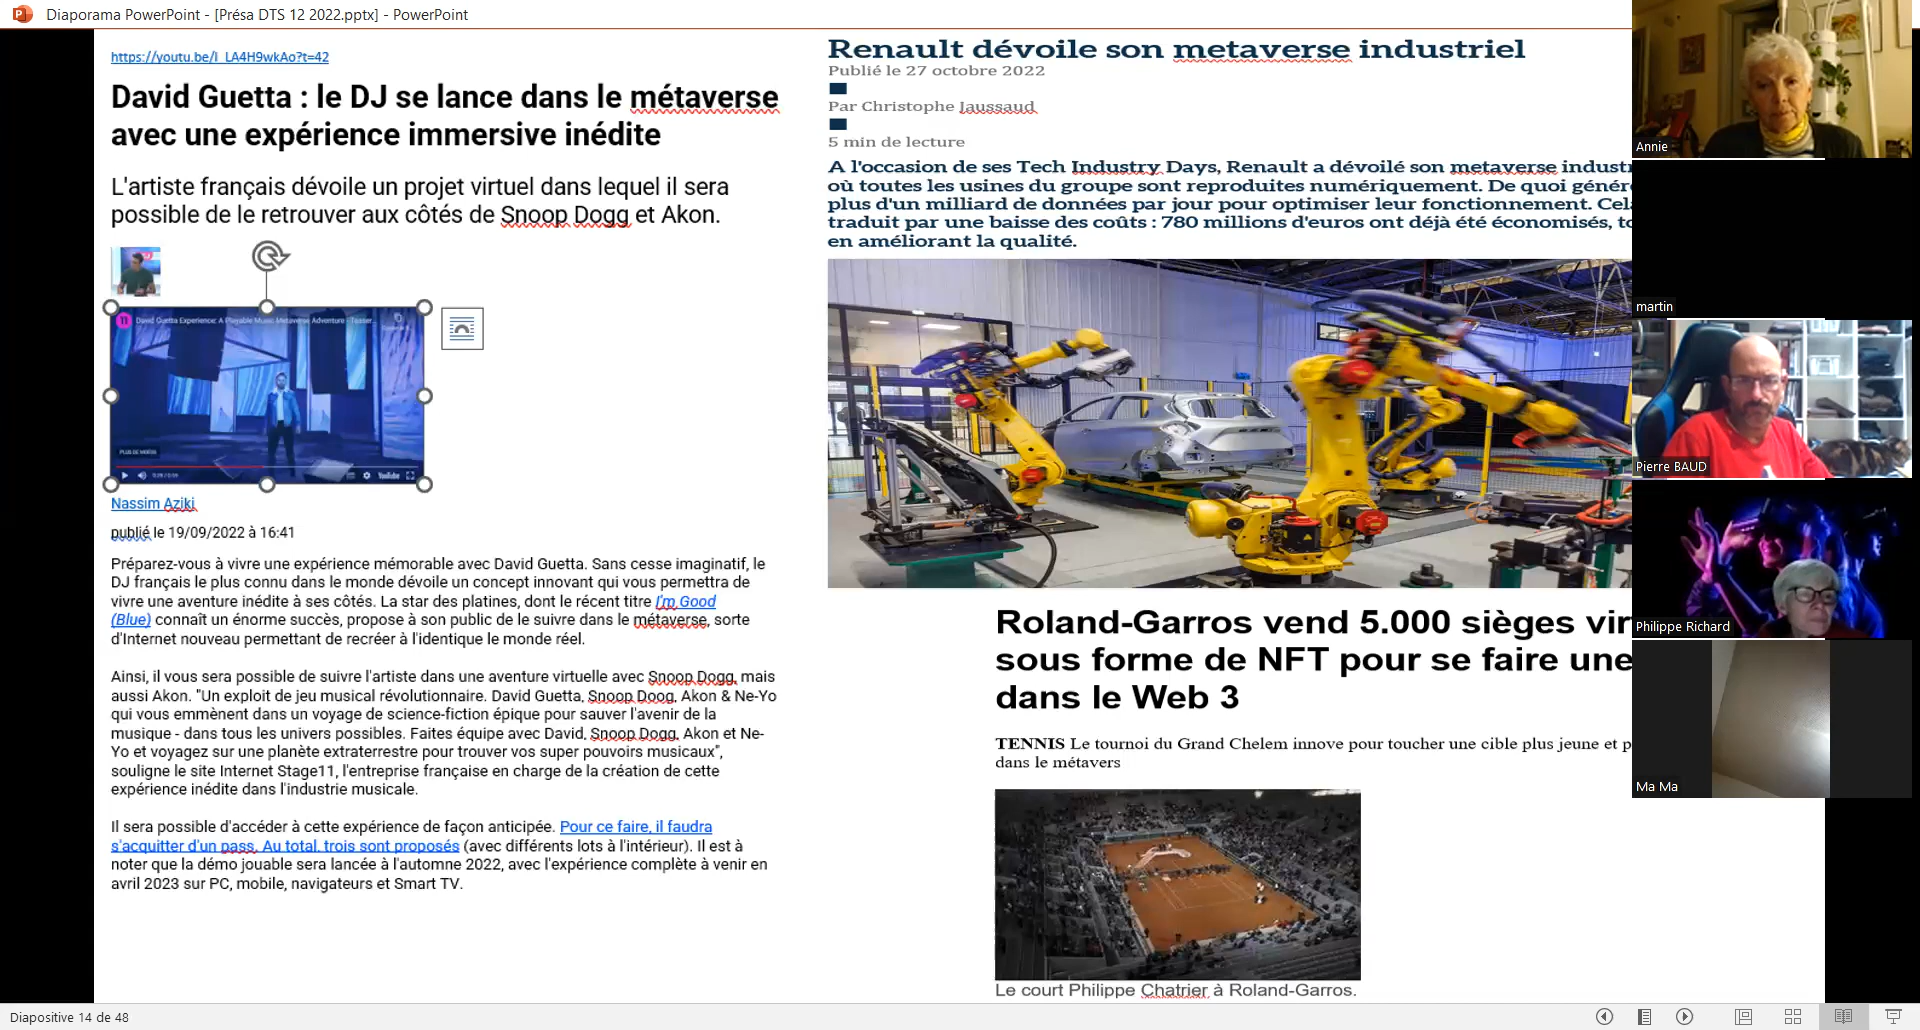 Diaporama PowerPoint - [Présa DTS 12 2022.pptx] - PowerPoint
https://youtu.be/l_LA4H9wkAo?t=42
David Guetta : le DJ se lance dans le métaverse
avec une expérience immersive inédite
L'artiste français dévoile un projet virtuel dans lequel il sera
possible de le retrouver aux côtés de Snoop Dogg et Akon.
David Guetta Experience: A Playable Music Metaverse Adventure - Teaser...
PLUS DE VIDÉOS
YouTube
Nassim Aziki
publié le 19/09/2022 à 16:41
Préparez-vous à vivre une expérience mémorable avec David Guetta. Sans cesse imaginatif, le
DJ français le plus connu dans le monde dévoile un concept innovant qui vous permettra de
vivre une aventure inédite à ses côtés. La star des platines, dont le récent titre I'm Good
(Blue) connaît un énorme succès, propose à son public de le suivre dans le métaverse, sorte
d'Internet nouveau permettant de recréer à l'identique le monde réel.
Ainsi, il vous sera possible de suivre l'artiste dans une aventure virtuelle avec Snoop Dogg, mais
aussi Akon. "Un exploit de jeu musical révolutionnaire. David Guetta, Snoop Doog, Akon & Ne-Yo
qui vous emmènent dans un voyage de science-fiction épique pour sauver l'avenir de la
musique - dans tous les univers possibles. Faites équipe avec David, Snoop Dogg, Akon et Ne-
Yo et voyagez sur une planète extraterrestre pour trouver vos super pouvoirs musicaux",
souligne le site Internet Stage11, l'entreprise française en charge de la création de cette
expérience inédite dans l'industrie musicale.
Il sera possible d'accéder à cette expérience de façon anticipée. Pour ce faire, il faudra
s'acquitter d'un pass. Au total, trois sont proposés (avec différents lots à l'intérieur). Il est à
noter que la démo jouable sera lancée à l'automne 2022, avec l'expérience complète à venir en
avril 2023 sur PC, mobile, navigateurs et Smart TV.
Renault dévoile son metaverse industriel
Publié le 27 octobre 2022
Par Christophe Jaussaud
5 min de lecture
A l'occasion de ses Tech Industry Days, Renault a dévoilé son metaverse industr
où toutes les usines du groupe sont reproduites numériquement. De quoi génér
plus d'un milliard de données par jour pour optimiser leur fonctionnement. Cel
traduit par une baisse des coûts : 780 millions d'euros ont déjà été économisés, to
en améliorant la qualité.
Roland-Garros vend 5.000 sièges vir
sous forme de NFT pour se faire une
dans le Web 3
TENNIS Le tournoi du Grand Chelem innove pour toucher une cible plus jeune et p
dans le métavers
Le court Philippe Chatrier à Roland-Garros.
Annie
martin
Pierre BAUD
Philippe Richard
Ma Ma
Diapositive 14 de 48